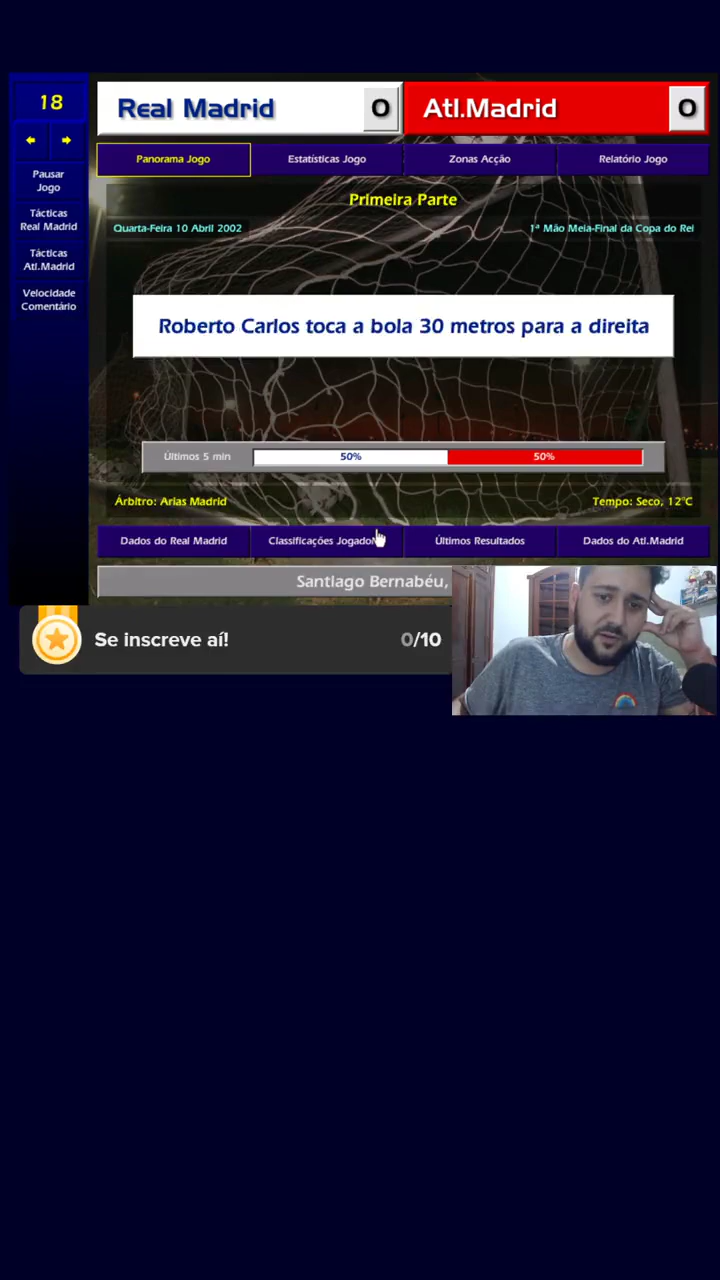 18
Real Madrid 0 Atl.Madrid 0
Panorama Jogo Estatísticas Jogo Zonas Acção Relatório Jogo
Pausar
Jogo
Tácticas
Real Madrid
Tácticas
Atl.Madrid
Velocidade
Comentário
Primeira Parte
Quarta-Feira 10 Abril 2002 1ª Mão Meia-Final da Copa do Rei
Roberto Carlos toca a bola 30 metros para a direita
Últimos 5 min 50% 50%
Árbitro: Arias Madrid Tempo: Seco, 12°C
Dados do Real Madrid Classificações Jogado Últimos Resultados Dados do Atl.Madrid
Santiago Bernabéu,
Se inscreve aí! 0/10